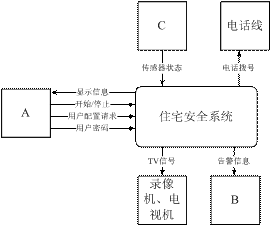 C
电话线
传感器状态
电话拨号
A
显示信息
开始/停止
用户配置请求
用户密码
住宅安全系统
TV信号
告警信息
录像
机、电
视机
B